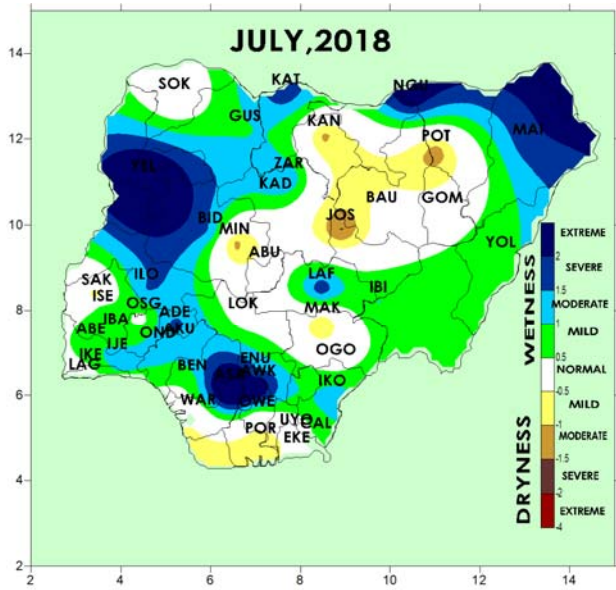 JULY,2018
14
12
10
8
6
4
2
2 4 6 8 10 12 14
SOK
KAT
NGU
GUS
KAN
MAI
POT
YEL
ZAR
KAD
BAU
GOM
BID
MIN
JOS
ABU
YOL
SAK
ILO
LAF
IBI
ISE
OSG
ADE
LOK
MAK
IBA
AKU
ABE
OND
IJE
OGO
IKE
BEN
ENU
AWK
LAG
IKO
WAR
OWE
UYO
CAL
POR
EKE
WETNESS
DRYNESS
EXTREME
2
SEVERE
1.5
MODERATE
1
MILD
0.5
NORMAL
-0.5
MILD
-1
MODERATE
-1.5
SEVERE
-2
EXTREME
-4